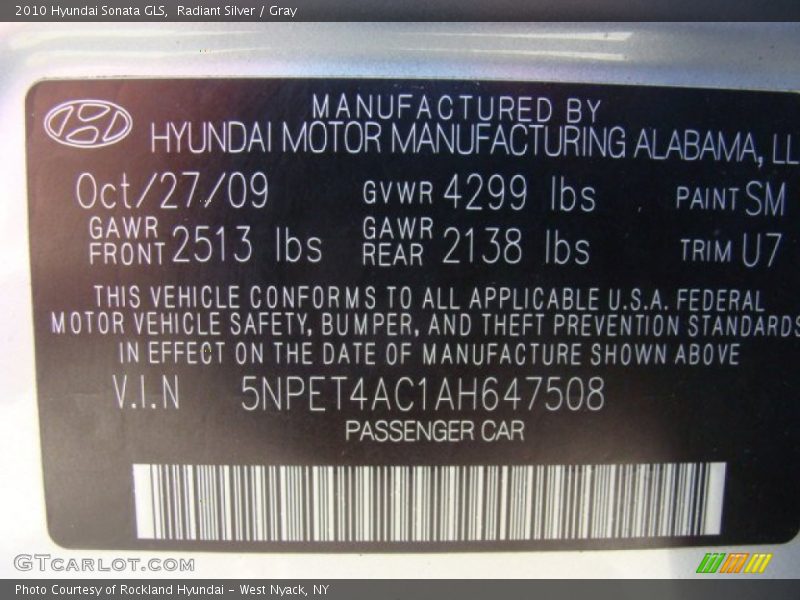 2010 Hyundai Sonata GLS,  Radiant Silver / Gray
MANUFACTURED BY
HYUNDAI MOTOR MANUFACTURING ALABAMA, LL
Oct/27/09 GVWR 4299 lbs PAINT SM
GAWR FRONT 2513 lbs GAWR REAR 2138 lbs TRIM U7
THIS VEHICLE CONFORMS TO ALL APPLICABLE U.S.A. FEDERAL
MOTOR VEHICLE SAFETY, BUMPER, AND THEFT PREVENTION STANDARDS
IN EFFECT ON THE DATE OF MANUFACTURE SHOWN ABOVE
V.I.N 5NPET4AC1AH647508
PASSENGER CAR
GTCARLOT.COM
Photo Courtesy of Rockland Hyundai - West Nyack, NY